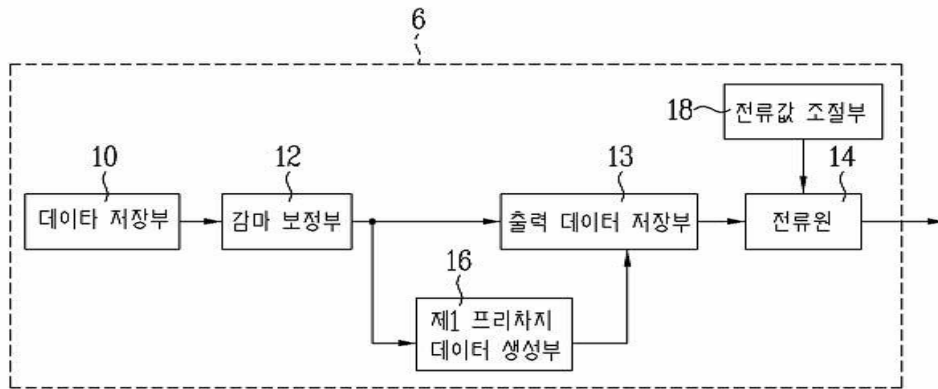 6
18
전류값 조절부
10
12
13
14
데이타 저장부
감마 보정부
출력 데이터 저장부
전류원
16
제1 프리차지
데이터 생성부